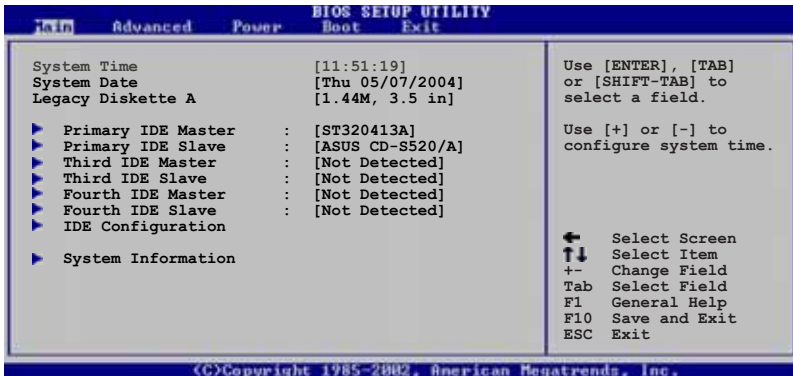 BIOS SETUP UTILITY
Main Advanced Power Boot Exit
System Time [11:51:19]
System Date [Thu 05/07/2004]
Legacy Diskette A [1.44M, 3.5 in]
Primary IDE Master : [ST320413A]
Primary IDE Slave : [ASUS CD-S520/A]
Third IDE Master : [Not Detected]
Third IDE Slave : [Not Detected]
Fourth IDE Master : [Not Detected]
Fourth IDE Slave : [Not Detected]
IDE Configuration
System Information
Use [ENTER], [TAB]
or [SHIFT-TAB] to
select a field.
Use [+] or [-] to
configure system time.
← Select Screen
↑↓ Select Item
+- Change Field
Tab Select Field
F1 General Help
F10 Save and Exit
ESC Exit
(C)Copyright 1985-2002, American Megatrends, Inc.